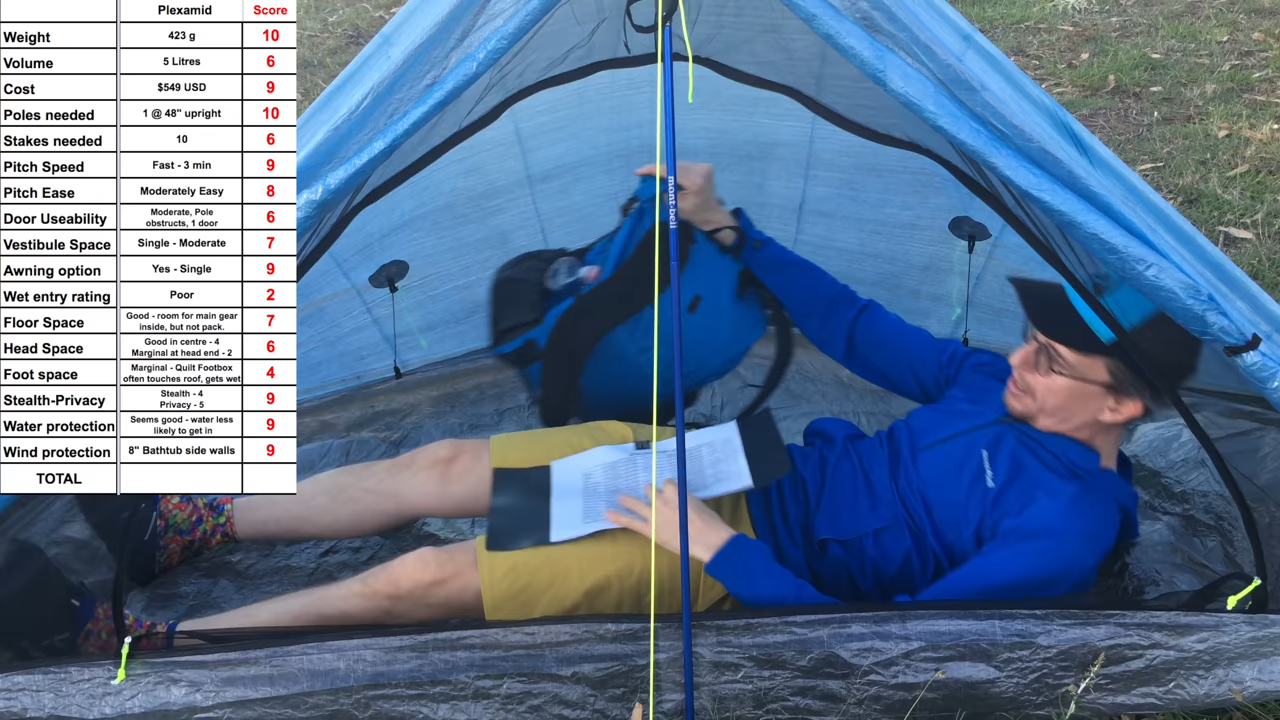 Plexamid Score
Weight 423 g 10
Volume 5 Litres 6
Cost $549 USD 9
Poles needed 1 @ 48" upright 10
Stakes needed 10 6
Pitch Speed Fast - 3 min 9
Pitch Ease Moderately Easy 8
Door Useability Moderate, Pole
obstructs, 1 door 6
Vestibule Space Single - Moderate 7
Awning option Yes - Single 9
Wet entry rating Poor 2
Floor Space Good - room for main gear
inside, but not pack. 7
Head Space Good in centre - 4
Marginal at head end - 2 6
Foot space Marginal - Quilt Footbox
often touches roof, gets wet 4
Stealth-Privacy Stealth - 4
Privacy - 5 9
Water protection Seems good - water less
likely to get in 9
Wind protection 8" Bathtub side walls 9
TOTAL
mont-bell